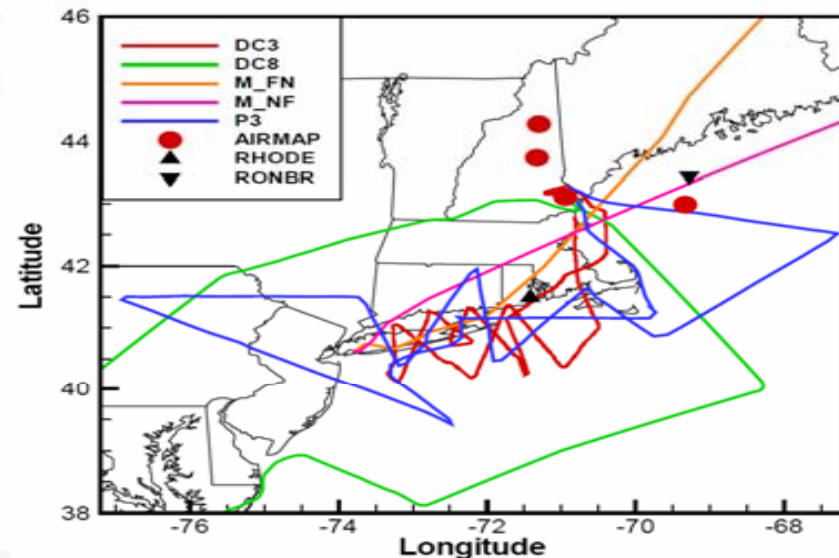 46
DC3
DC8
M_FN
M_NF
P3
AIRMAP
RHODE
RONBR
44
42
40
38
Latitude
-76
-74
-72
-70
-68
Longitude